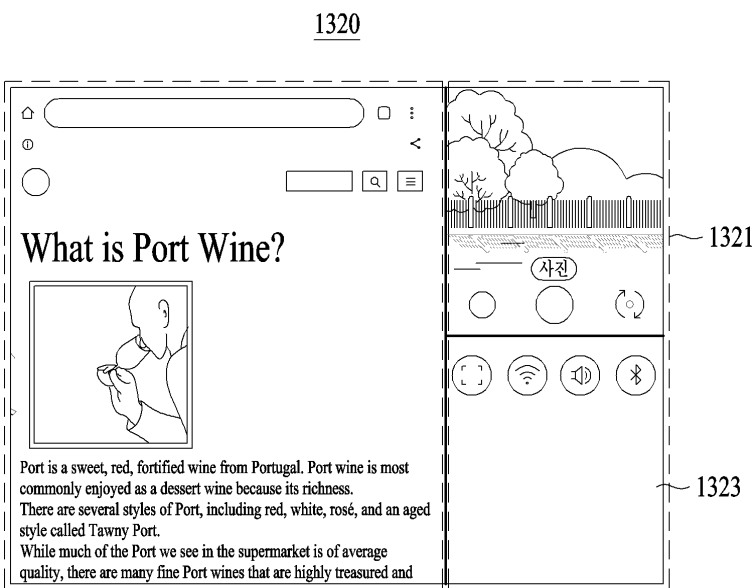 1320
What is Port Wine?
Port is a sweet, red, fortified wine from Portugal. Port wine is most
commonly enjoyed as a dessert wine because its richness.
There are several styles of Port, including red, white, rosé, and an aged
style called Tawny Port.
While much of the Port we see in the supermarket is of average
quality, there are many fine Port wines that are highly treasured and
사진
1321
1323